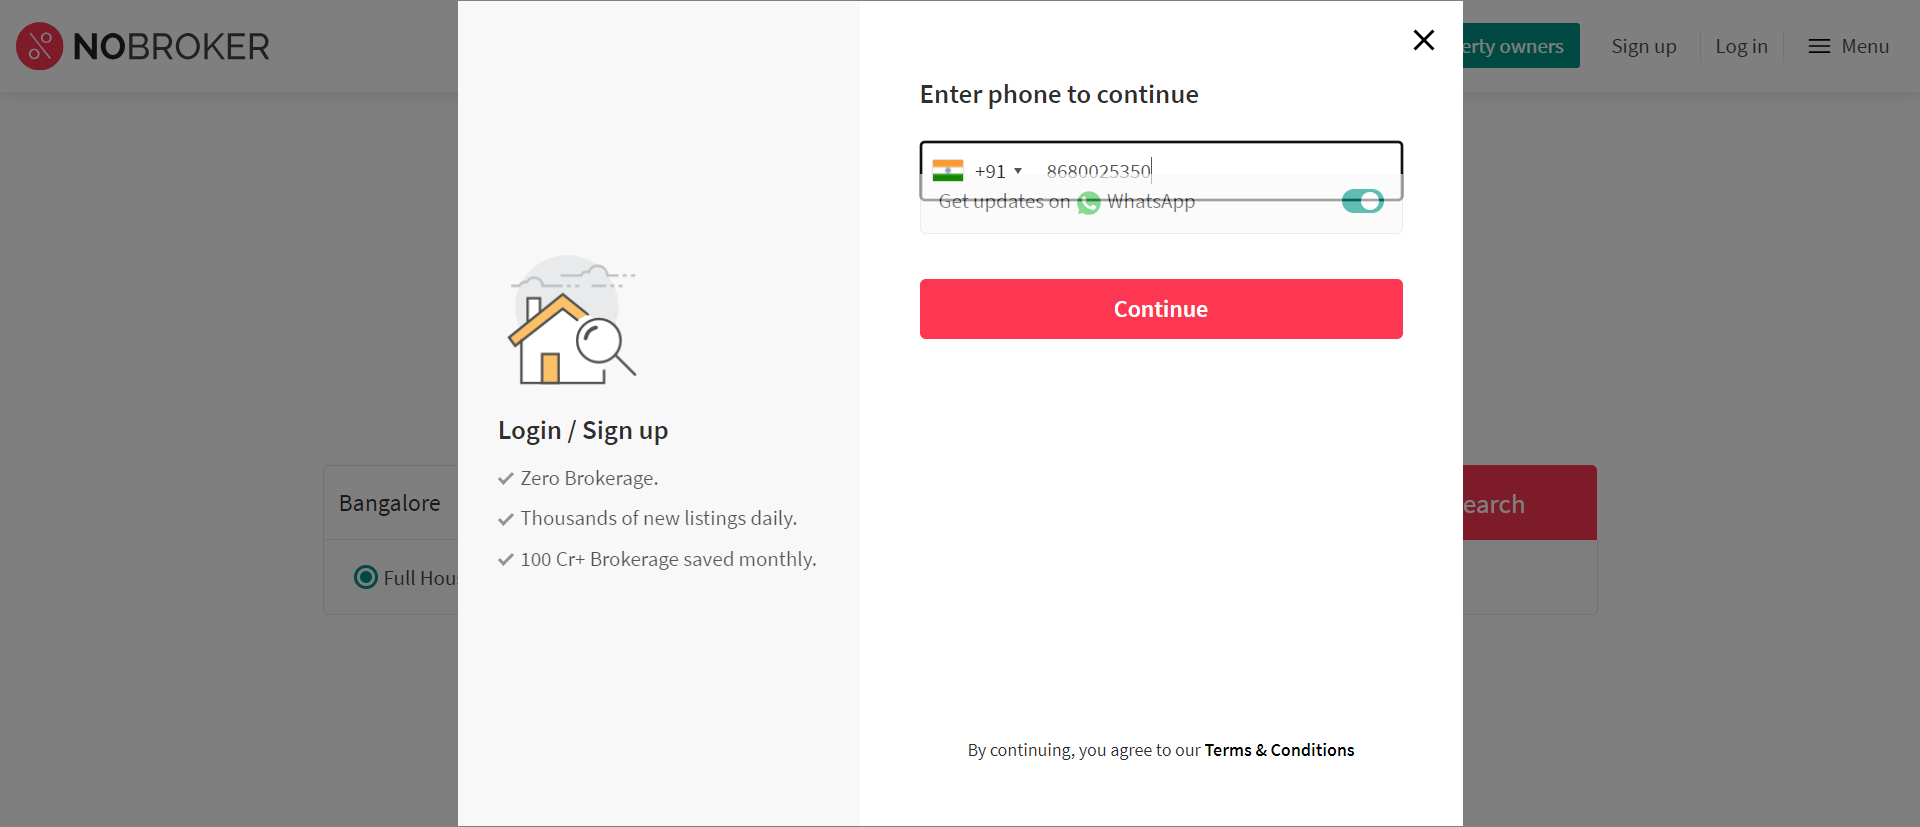 NOBROKER
erty owners
Sign up
Log in
Menu
Enter phone to continue
+91
8680025350
Get updates on WhatsApp
Continue
Login / Sign up
Zero Brokerage.
Thousands of new listings daily.
100 Cr+ Brokerage saved monthly.
Bangalore
earch
Full Hou
By continuing, you agree to our Terms & Conditions